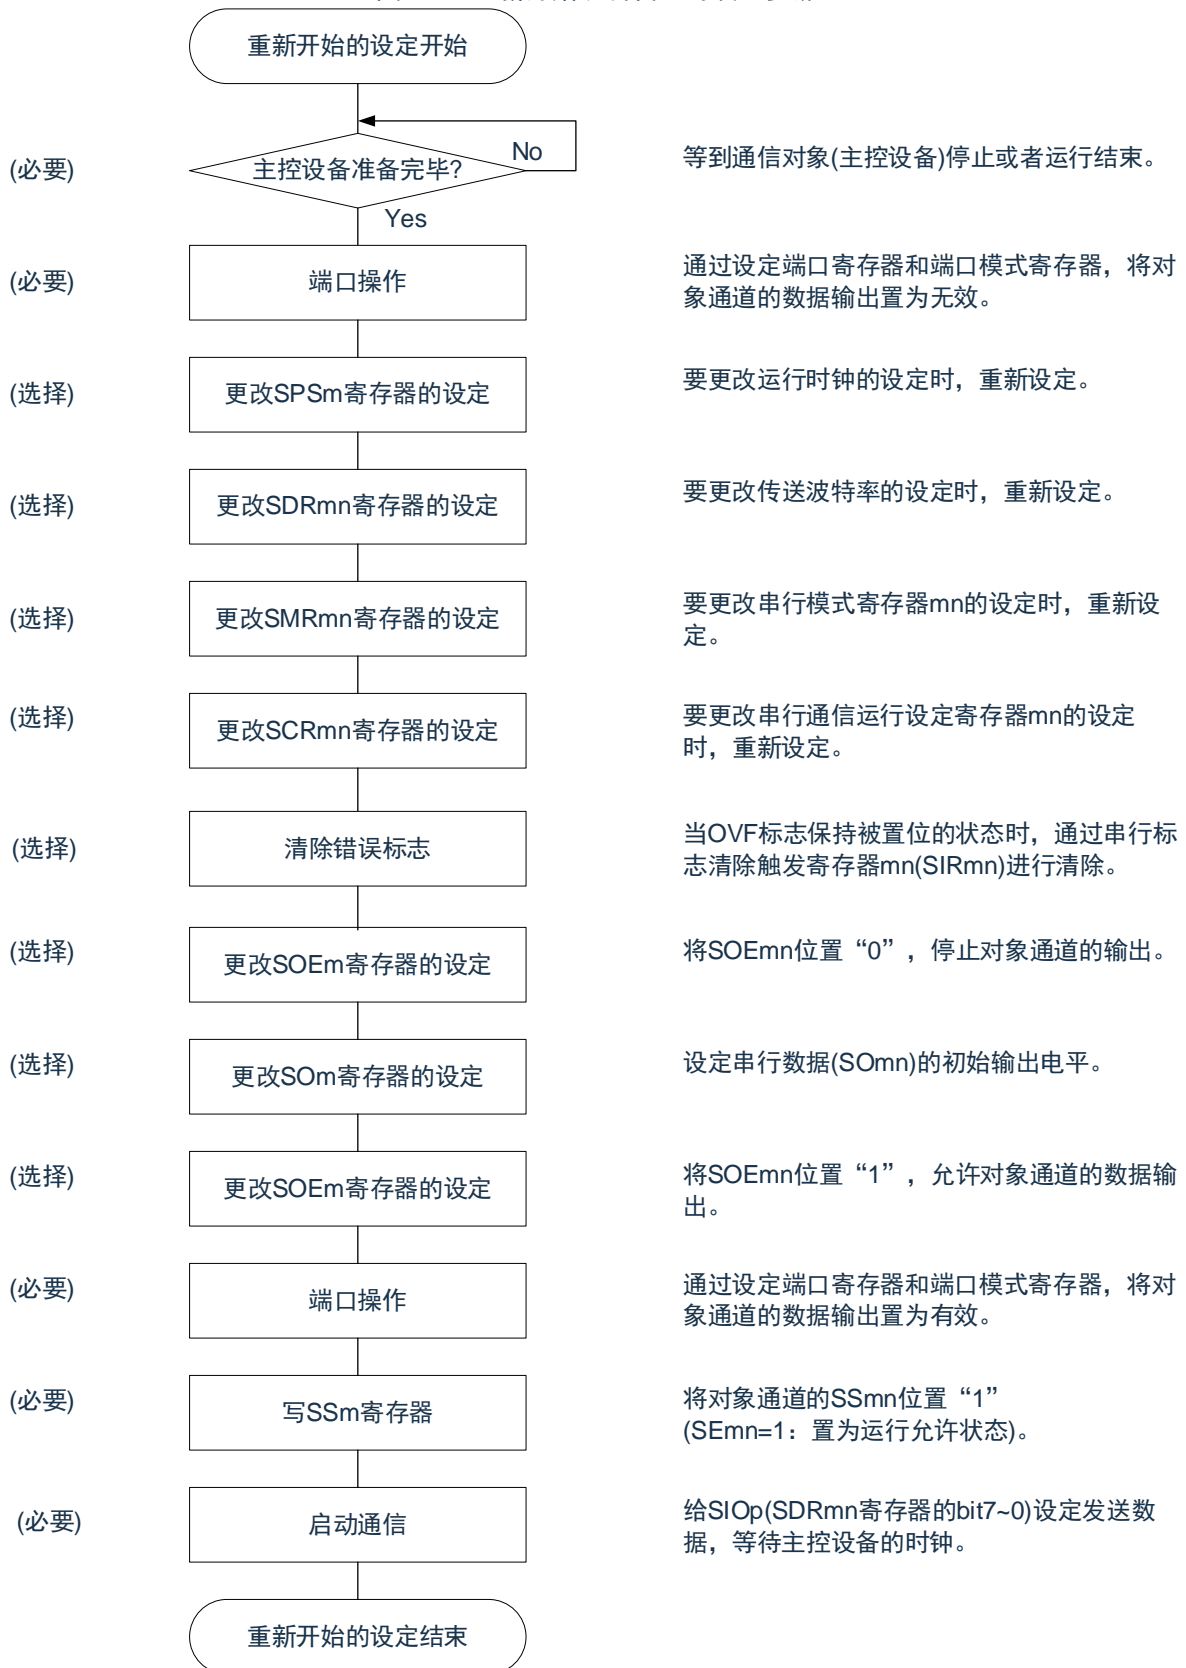 重新开始的设定开始
(必要)
主控设备准备完毕?
No
等到通信对象(主控设备)停止或者运行结束。
Yes
(必要)
端口操作
通过设定端口寄存器和端口模式寄存器，将对
象通道的数据输出置为无效。
(选择)
更改SPSm寄存器的设定
要更改运行时钟的设定时，重新设定。
(选择)
更改SDRmn寄存器的设定
要更改传送波特率的设定时，重新设定。
(选择)
更改SMRmn寄存器的设定
要更改串行模式寄存器mn的设定时，重新设
定。
(选择)
更改SCRmn寄存器的设定
要更改串行通信运行设定寄存器mn的设定
时，重新设定。
(选择)
清除错误标志
当OVF标志保持被置位的状态时，通过串行标
志清除触发寄存器mn(SIRmn)进行清除。
(选择)
更改SOEm寄存器的设定
将SOEmn位置“0”，停止对象通道的输出。
(选择)
更改SOm寄存器的设定
设定串行数据(SOmn)的初始输出电平。
(选择)
更改SOEm寄存器的设定
将SOEmn位置“1”，允许对象通道的数据输
出。
(必要)
端口操作
通过设定端口寄存器和端口模式寄存器，将对
象通道的数据输出置为有效。
(必要)
写SSm寄存器
将对象通道的SSmn位置“1”
(SEmn=1：置为运行允许状态)。
(必要)
启动通信
给SIOp(SDRmn寄存器的bit7~0)设定发送数
据，等待主控设备的时钟。
重新开始的设定结束